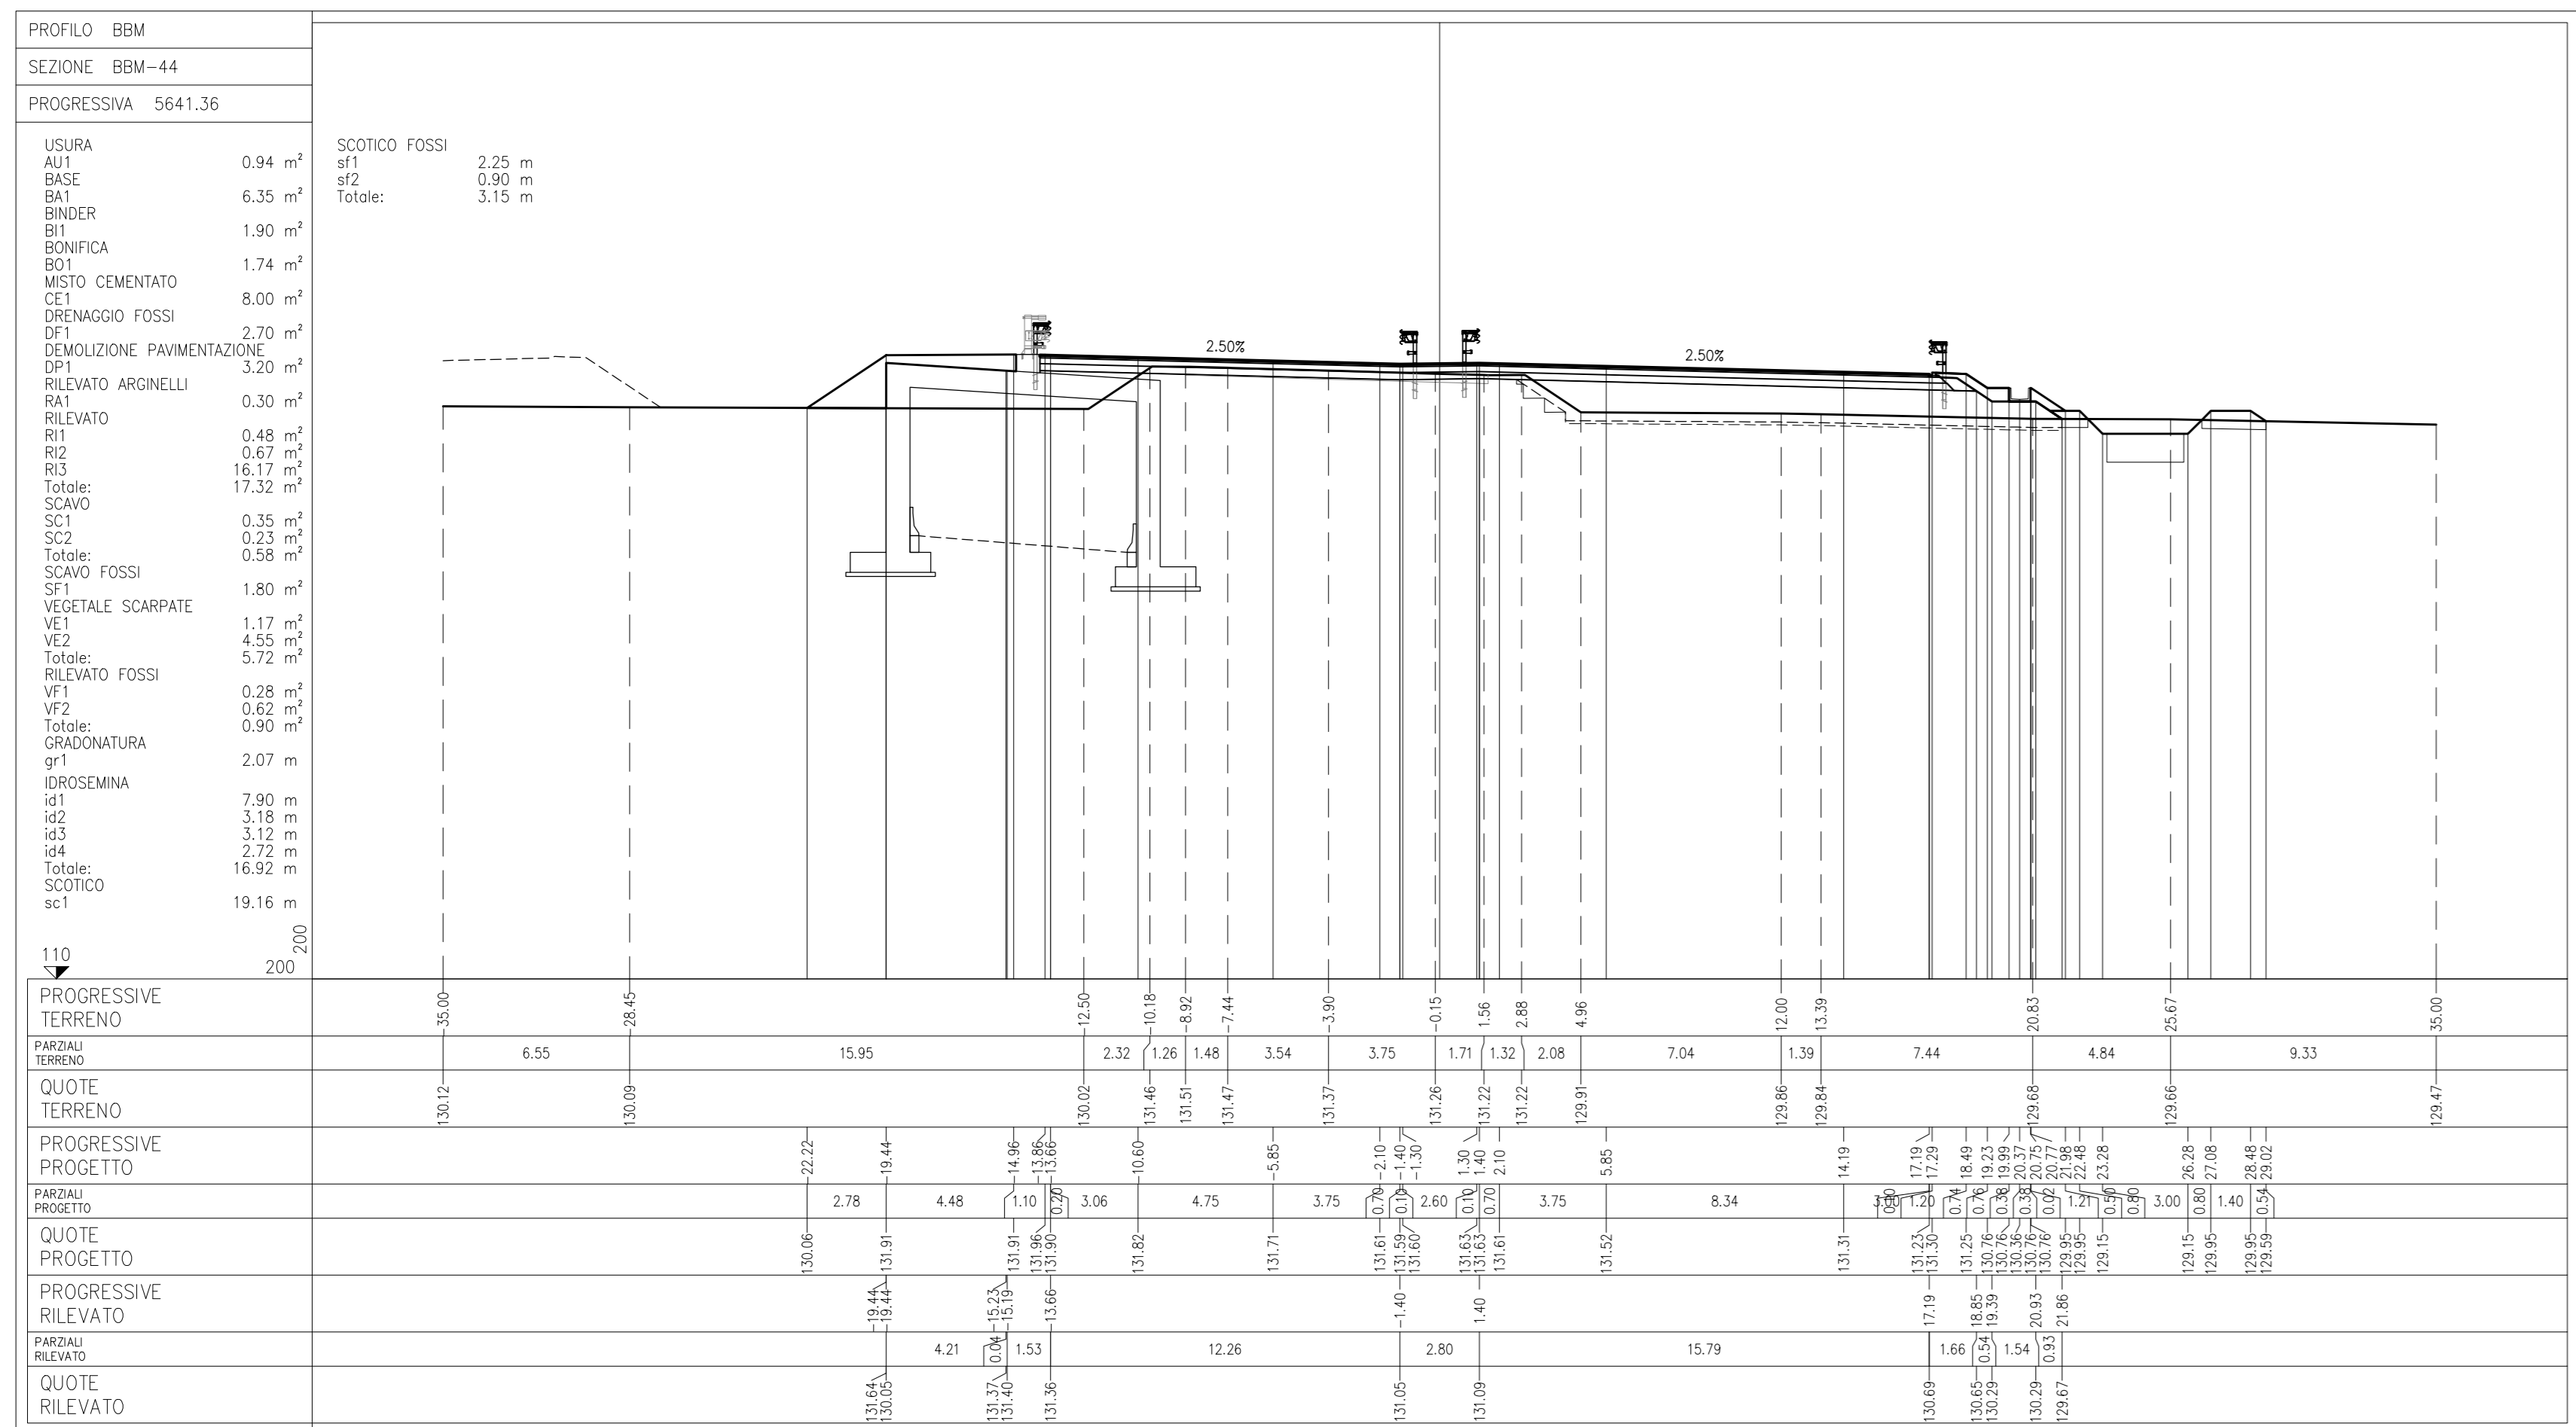 PROFILO BBM
SEZIONE BBM-44
PROGRESSIVA 5641.36
USURA
AU1 0.94 m²
BASE
BA1 6.35 m²
BINDER
BI1 1.90 m²
BONIFICA
BO1 1.74 m²
MISTO CEMENTATO
CE1 8.00 m²
DRENAGGIO FOSSI
DF1 2.70 m²
DEMOLIZIONE PAVIMENTAZIONE
DP1 3.20 m²
RILEVATO ARGINELLI
RA1 0.30 m²
RILEVATO
RI1 0.48 m²
RI2 0.67 m²
RI3 16.17 m²
Totale: 17.32 m²
SCAVO
SC1 0.35 m²
SC2 0.23 m²
Totale: 0.58 m²
SCAVO FOSSI
SF1 1.80 m²
VEGETALE SCARPATE
VE1 1.17 m²
VE2 4.55 m²
Totale: 5.72 m²
RILEVATO FOSSI
VF1 0.28 m²
VF2 0.62 m²
Totale: 0.90 m²
GRADONATURA
gr1 2.07 m
IDROSEMINA
id1 7.90 m
id2 3.18 m
id3 3.12 m
id4 2.72 m
Totale: 16.92 m
SCOTICO
sc1 19.16 m
SCOTICO FOSSI
sf1 2.25 m
sf2 0.90 m
Totale: 3.15 m
2.50% 2.50%
200
110 200
PROGRESSIVE TERRENO
-35.00 -28.45 -12.50 -10.18 -8.92 -7.44 -3.90 -0.15 1.56 2.88 4.96 12.00 13.39 20.83 25.67 35.00
PARZIALI TERRENO
6.55 15.95 2.32 1.26 1.48 3.54 3.75 1.71 1.32 2.08 7.04 1.39 7.44 4.84 9.33
QUOTE TERRENO
130.12 130.09 130.02 131.46 131.51 131.47 131.37 131.26 131.22 131.22 129.91 129.86 129.84 129.68 129.66 129.47
PROGRESSIVE PROGETTO
-22.22 -19.44 -14.96 -13.86 -13.66 -10.60 -5.85 -2.10 -1.40 -1.30 1.30 1.40 2.10 5.85 14.19 17.19 17.29 18.49 19.23 19.99 20.37 20.75 20.77 21.98 22.48 23.28 26.28 27.08 28.48 29.02
PARZIALI PROGETTO
2.78 4.48 1.10 0.20 3.06 4.75 3.75 0.70 0.10 2.60 0.10 0.70 3.75 8.34 3.00 1.20 0.74 0.76 0.38 0.38 0.02 1.21 0.50 0.80 3.00 0.80 1.40 0.54
QUOTE PROGETTO
130.06 131.91 131.91 131.96 131.90 131.82 131.71 131.61 131.59 131.60 131.63 131.63 131.61 131.52 131.31 131.23 131.30 131.25 130.76 130.76 130.36 130.76 130.76 129.95 129.95 129.15 129.15 129.95 129.95 129.59
PROGRESSIVE RILEVATO
-19.44 -19.44 -15.23 -15.19 -13.66 -1.40 1.40 17.19 18.85 19.39 20.93 21.86
PARZIALI RILEVATO
4.21 0.04 1.53 12.26 2.80 15.79 1.66 0.54 1.54 0.93
QUOTE RILEVATO
131.64 130.05 131.37 131.40 131.36 131.05 131.09 130.69 130.65 130.29 130.29 129.67